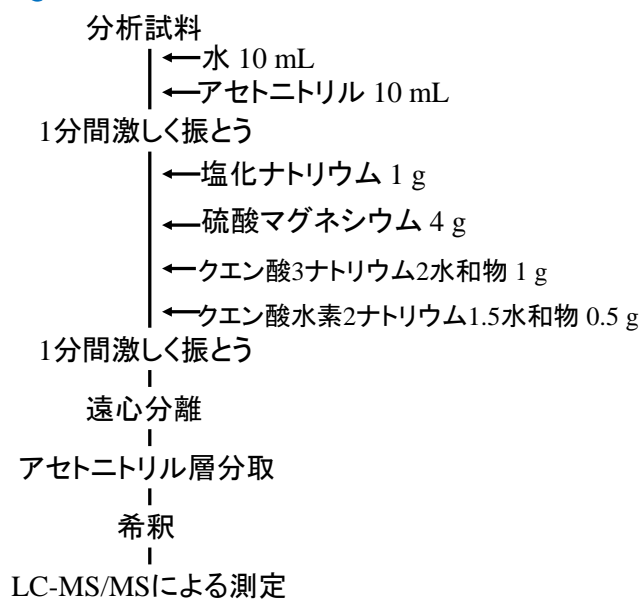 分析試料
水 10 mL
アセトニトリル 10 mL
1分間激しく振とう
塩化ナトリウム 1 g
硫酸マグネシウム 4 g
クエン酸3ナトリウム2水和物 1 g
クエン酸水素2ナトリウム1.5水和物 0.5 g
1分間激しく振とう
遠心分離
アセトニトリル層分取
希釈
LC-MS/MSによる測定